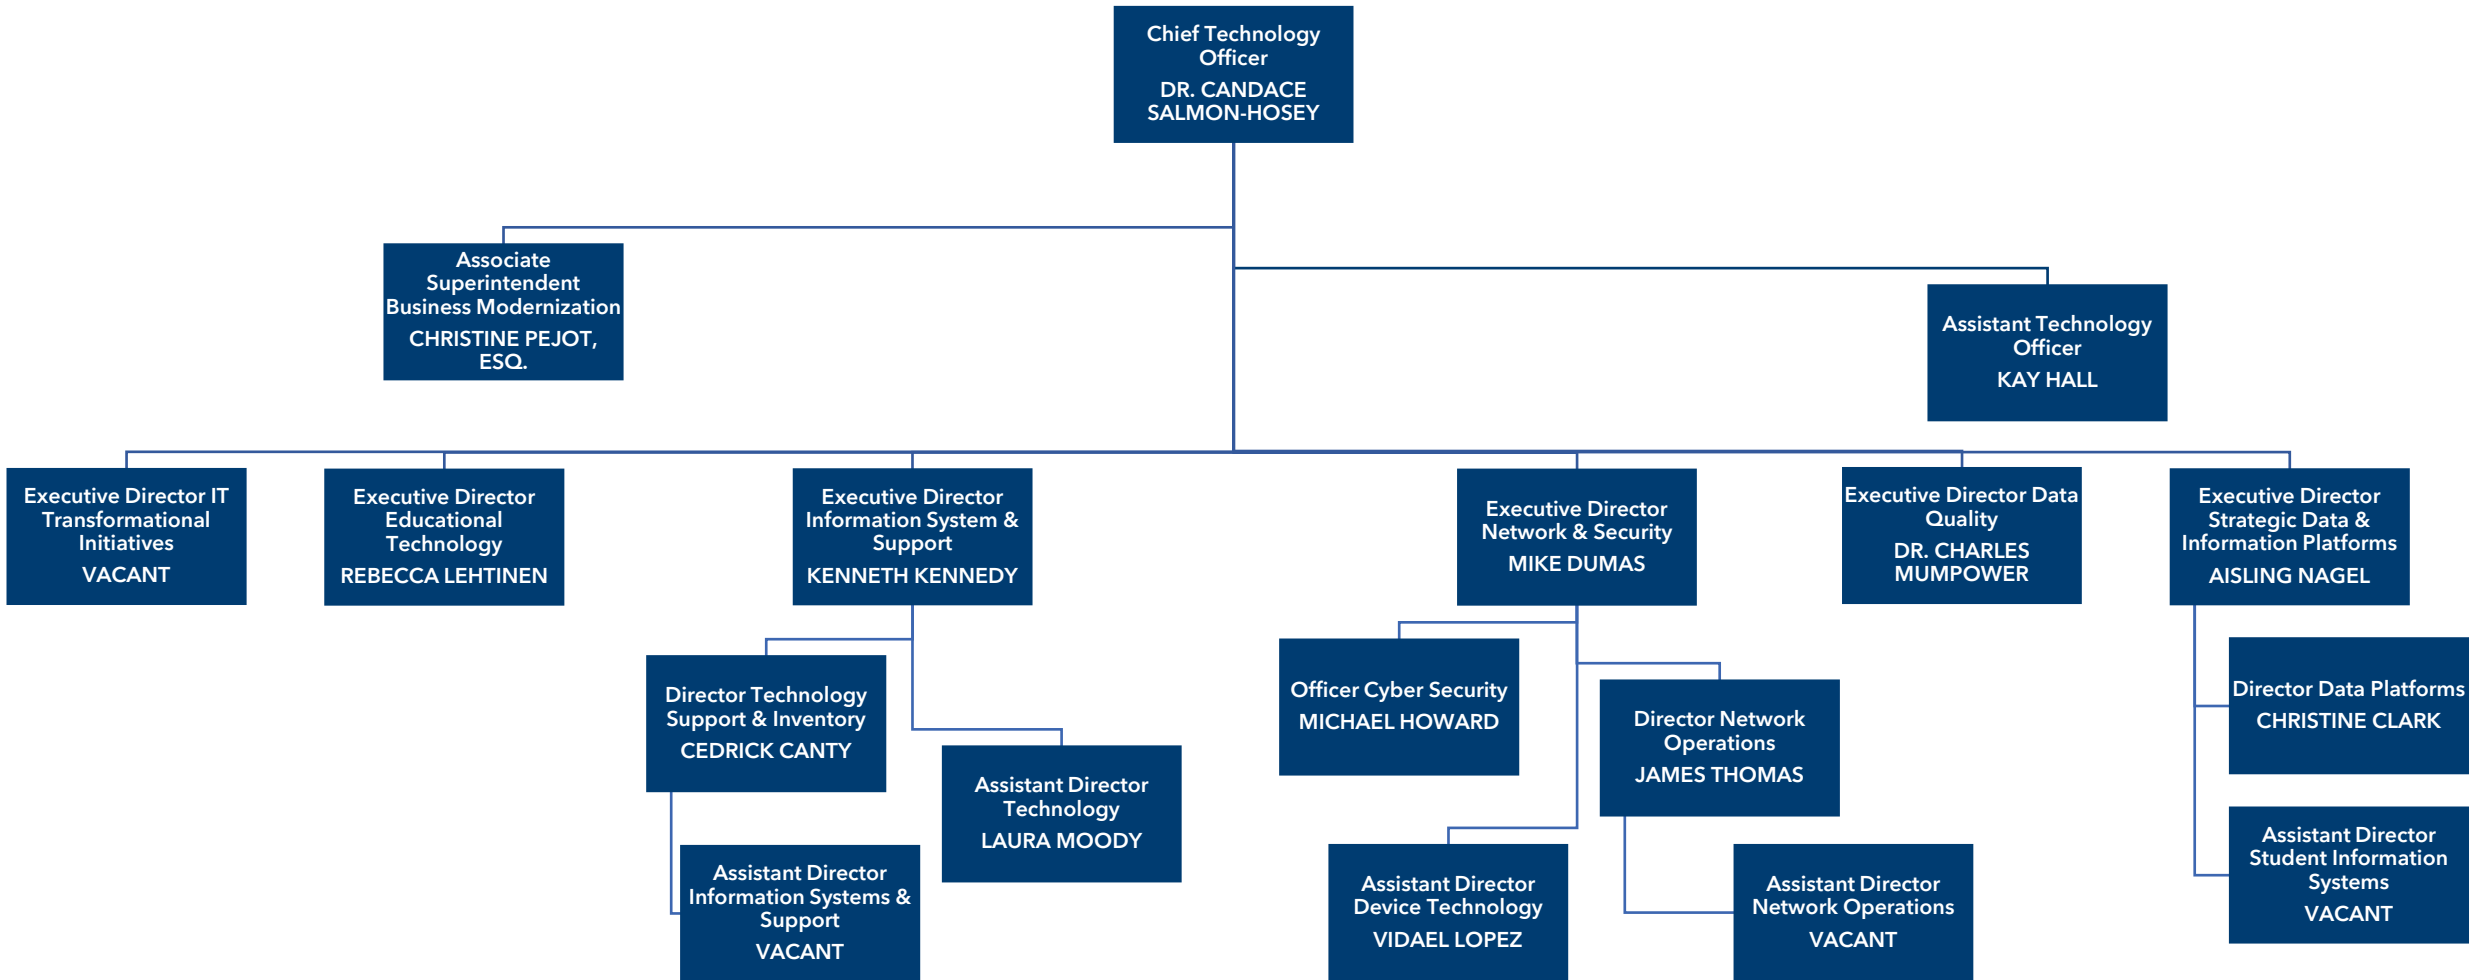 Chief Technology
Officer
DR. CANDACE
SALMON-HOSEY
Associate
Superintendent
Business Modernization
CHRISTINE PEJOT,
ESQ.
Assistant Technology
Officer
KAY HALL
Executive Director IT
Transformational
Initiatives
VACANT
Executive Director
Educational
Technology
REBECCA LEHTINEN
Executive Director
Information System &
Support
KENNETH KENNEDY
Executive Director
Network & Security
MIKE DUMAS
Executive Director Data
Quality
DR. CHARLES
MUMPOWER
Executive Director
Strategic Data &
Information Platforms
AISLING NAGEL
Director Technology
Support & Inventory
CEDRICK CANTY
Assistant Director
Technology
LAURA MOODY
Assistant Director
Information Systems &
Support
VACANT
Officer Cyber Security
MICHAEL HOWARD
Director Network
Operations
JAMES THOMAS
Assistant Director
Device Technology
VIDAEL LOPEZ
Assistant Director
Network Operations
VACANT
Director Data Platforms
CHRISTINE CLARK
Assistant Director
Student Information
Systems
VACANT